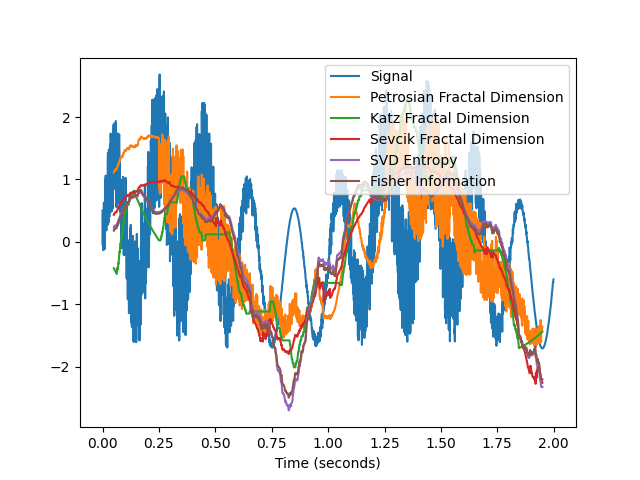 Signal
Petrosian Fractal Dimension
Katz Fractal Dimension
Sevcik Fractal Dimension
SVD Entropy
Fisher Information
2
1
0
−1
−2
0.00 0.25 0.50 0.75 1.00 1.25 1.50 1.75 2.00
Time (seconds)